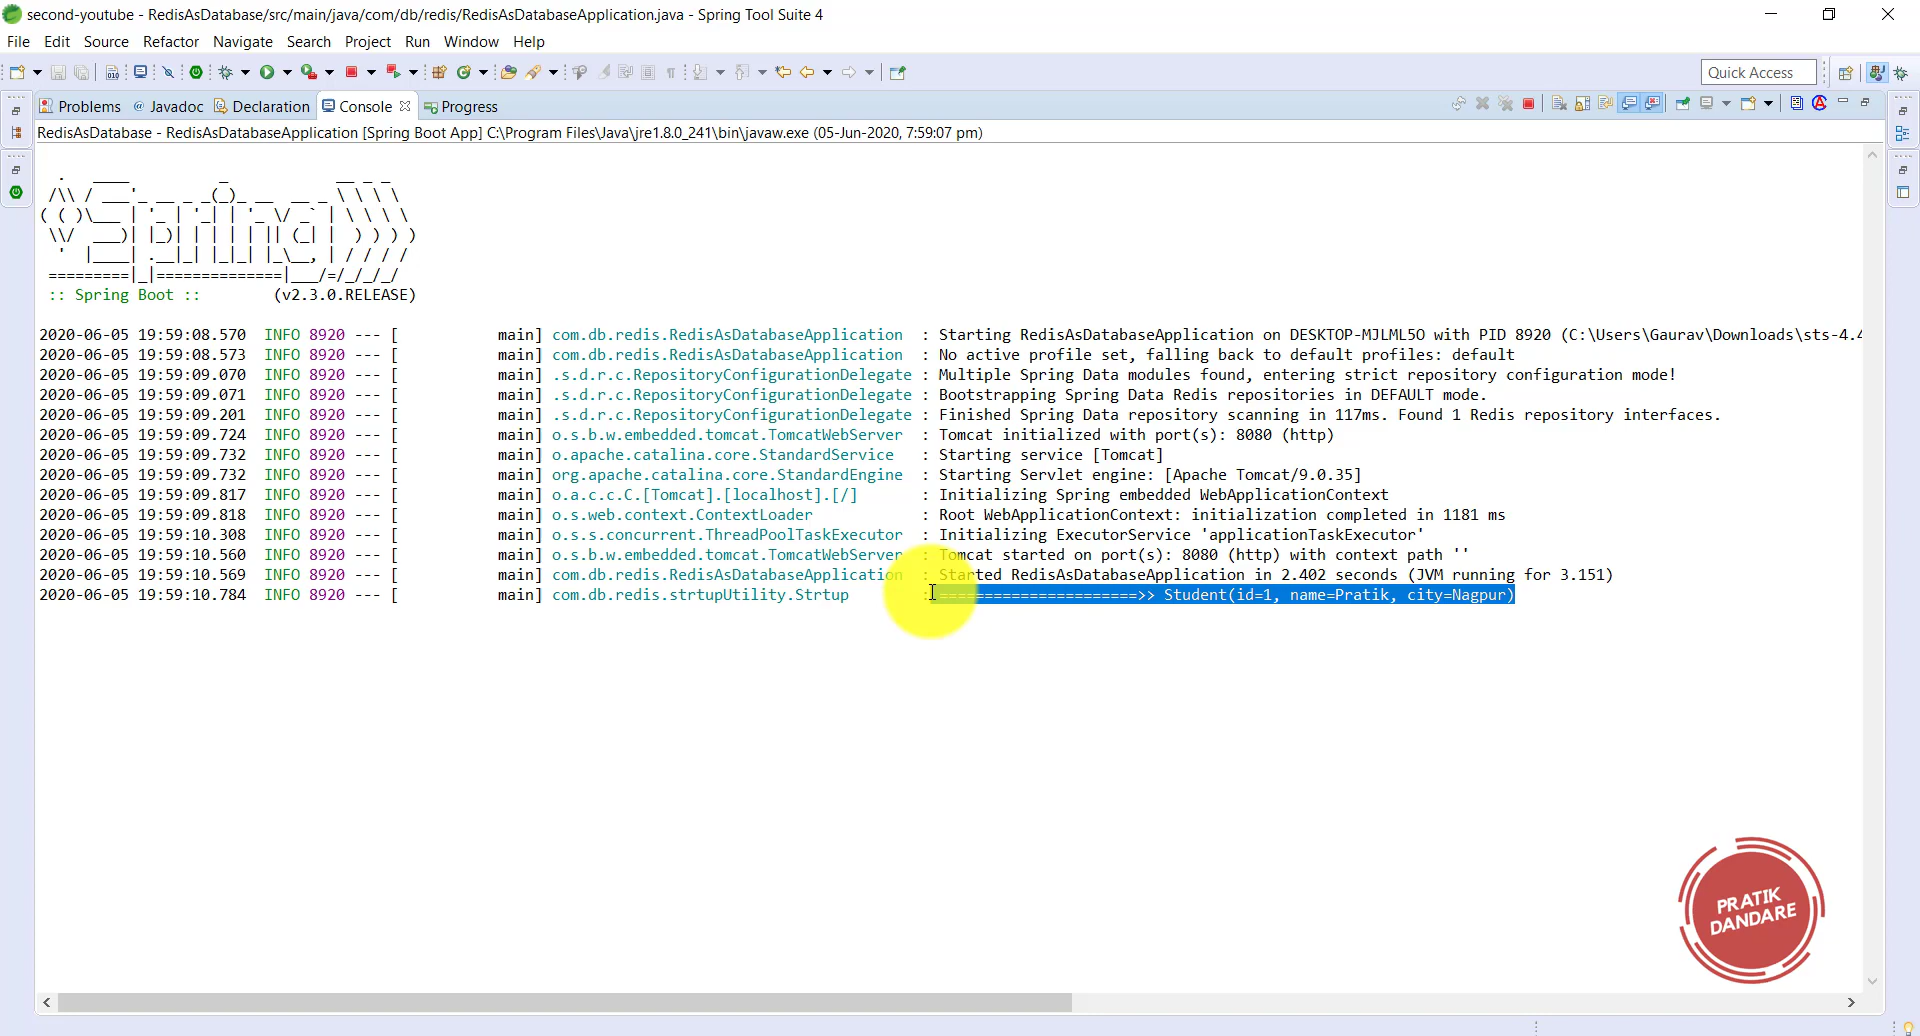 second-youtube - RedisAsDatabase/src/main/java/com/db/redis/RedisAsDatabaseApplication.java - Spring Tool Suite 4
File Edit Source Refactor Navigate Search Project Run Window Help
Quick Access
Problems @ Javadoc Declaration Console Progress
RedisAsDatabase - RedisAsDatabaseApplication [Spring Boot App] C:\Program Files\Java\jre1.8.0_241\bin\javaw.exe (05-Jun-2020, 7:59:07 pm)
  .   ____          _            __ _ _
 /\\ / ___'_ __ _ _(_)_ __  __ _ \ \ \ \
( ( )\___ | '_ | '_| | '_ \/ _` | \ \ \ \
 \\/  ___)| |_)| | | | | || (_| |  ) ) ) )
  '  |____| .__|_| |_|_| |_\__, | / / / /
 =========|_|==============|___/=/_/_/_/
 :: Spring Boot ::        (v2.3.0.RELEASE)
2020-06-05 19:59:08.570  INFO 8920 --- [           main] com.db.redis.RedisAsDatabaseApplication  : Starting RedisAsDatabaseApplication on DESKTOP-MJLML5O with PID 8920 (C:\Users\Gaurav\Downloads\sts-4.4
2020-06-05 19:59:08.573  INFO 8920 --- [           main] com.db.redis.RedisAsDatabaseApplication  : No active profile set, falling back to default profiles: default
2020-06-05 19:59:09.070  INFO 8920 --- [           main] .s.d.r.c.RepositoryConfigurationDelegate : Multiple Spring Data modules found, entering strict repository configuration mode!
2020-06-05 19:59:09.071  INFO 8920 --- [           main] .s.d.r.c.RepositoryConfigurationDelegate : Bootstrapping Spring Data Redis repositories in DEFAULT mode.
2020-06-05 19:59:09.201  INFO 8920 --- [           main] .s.d.r.c.RepositoryConfigurationDelegate : Finished Spring Data repository scanning in 117ms. Found 1 Redis repository interfaces.
2020-06-05 19:59:09.724  INFO 8920 --- [           main] o.s.b.w.embedded.tomcat.TomcatWebServer  : Tomcat initialized with port(s): 8080 (http)
2020-06-05 19:59:09.732  INFO 8920 --- [           main] o.apache.catalina.core.StandardService   : Starting service [Tomcat]
2020-06-05 19:59:09.732  INFO 8920 --- [           main] org.apache.catalina.core.StandardEngine  : Starting Servlet engine: [Apache Tomcat/9.0.35]
2020-06-05 19:59:09.817  INFO 8920 --- [           main] o.a.c.c.C.[Tomcat].[localhost].[/]       : Initializing Spring embedded WebApplicationContext
2020-06-05 19:59:09.818  INFO 8920 --- [           main] o.s.web.context.ContextLoader            : Root WebApplicationContext: initialization completed in 1181 ms
2020-06-05 19:59:10.308  INFO 8920 --- [           main] o.s.s.concurrent.ThreadPoolTaskExecutor  : Initializing ExecutorService 'applicationTaskExecutor'
2020-06-05 19:59:10.560  INFO 8920 --- [           main] o.s.b.w.embedded.tomcat.TomcatWebServer  : Tomcat started on port(s): 8080 (http) with context path ''
2020-06-05 19:59:10.569  INFO 8920 --- [           main] com.db.redis.RedisAsDatabaseApplication  : Started RedisAsDatabaseApplication in 2.402 seconds (JVM running for 3.151)
2020-06-05 19:59:10.784  INFO 8920 --- [           main] com.db.redis.strtupUtility.Strtup        : ======================>> Student(id=1, name=Pratik, city=Nagpur)
PRATIK
DANDARE